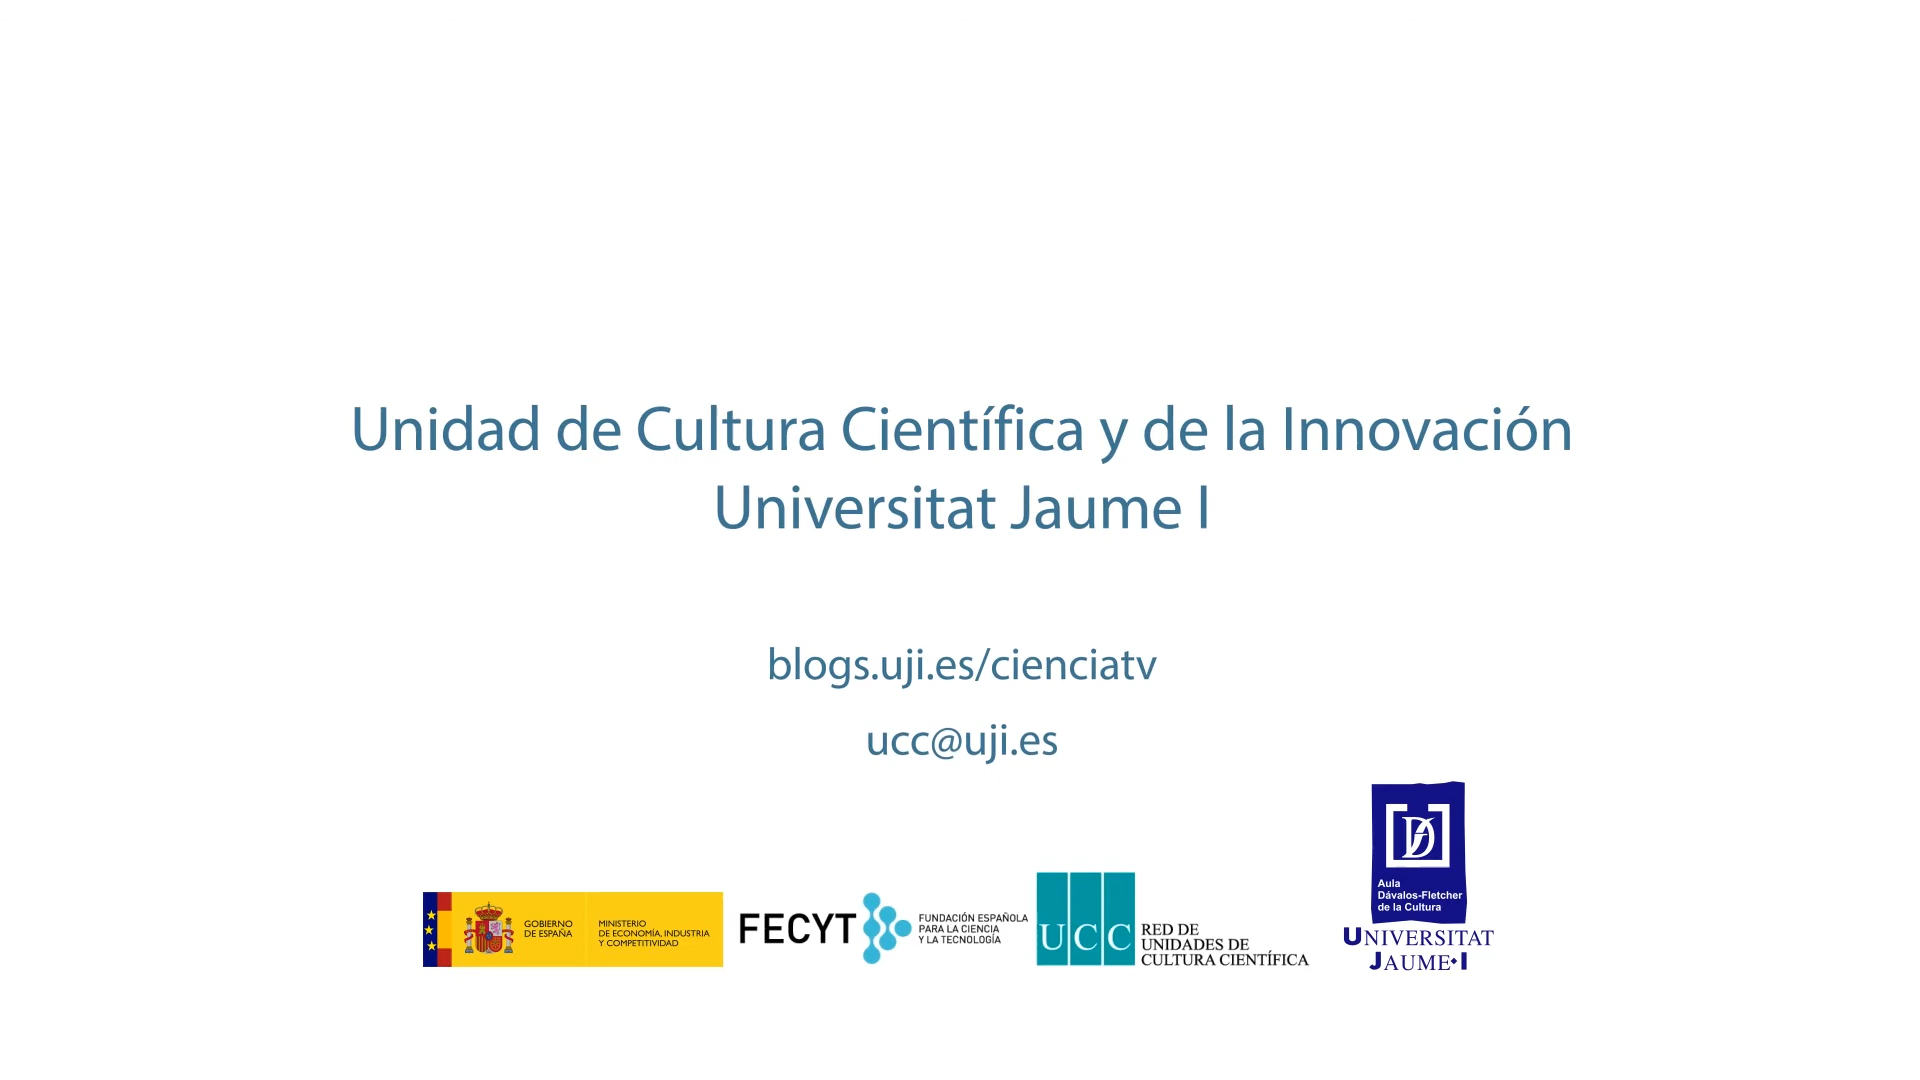 Unidad de Cultura Científica y de la Innovación
Universitat Jaume I
blogs.uji.es/cienciatv
ucc@uji.es
GOBIERNO
DE ESPAÑA
MINISTERIO
DE ECONOMÍA, INDUSTRIA
Y COMPETITIVIDAD
FECYT
FUNDACIÓN ESPAÑOLA
PARA LA CIENCIA
Y LA TECNOLOGÍA
UCC
RED DE
UNIDADES DE
CULTURA CIENTÍFICA
Aula
Dávalos-Fletcher
de la Cultura
UNIVERSITAT
JAUME·I